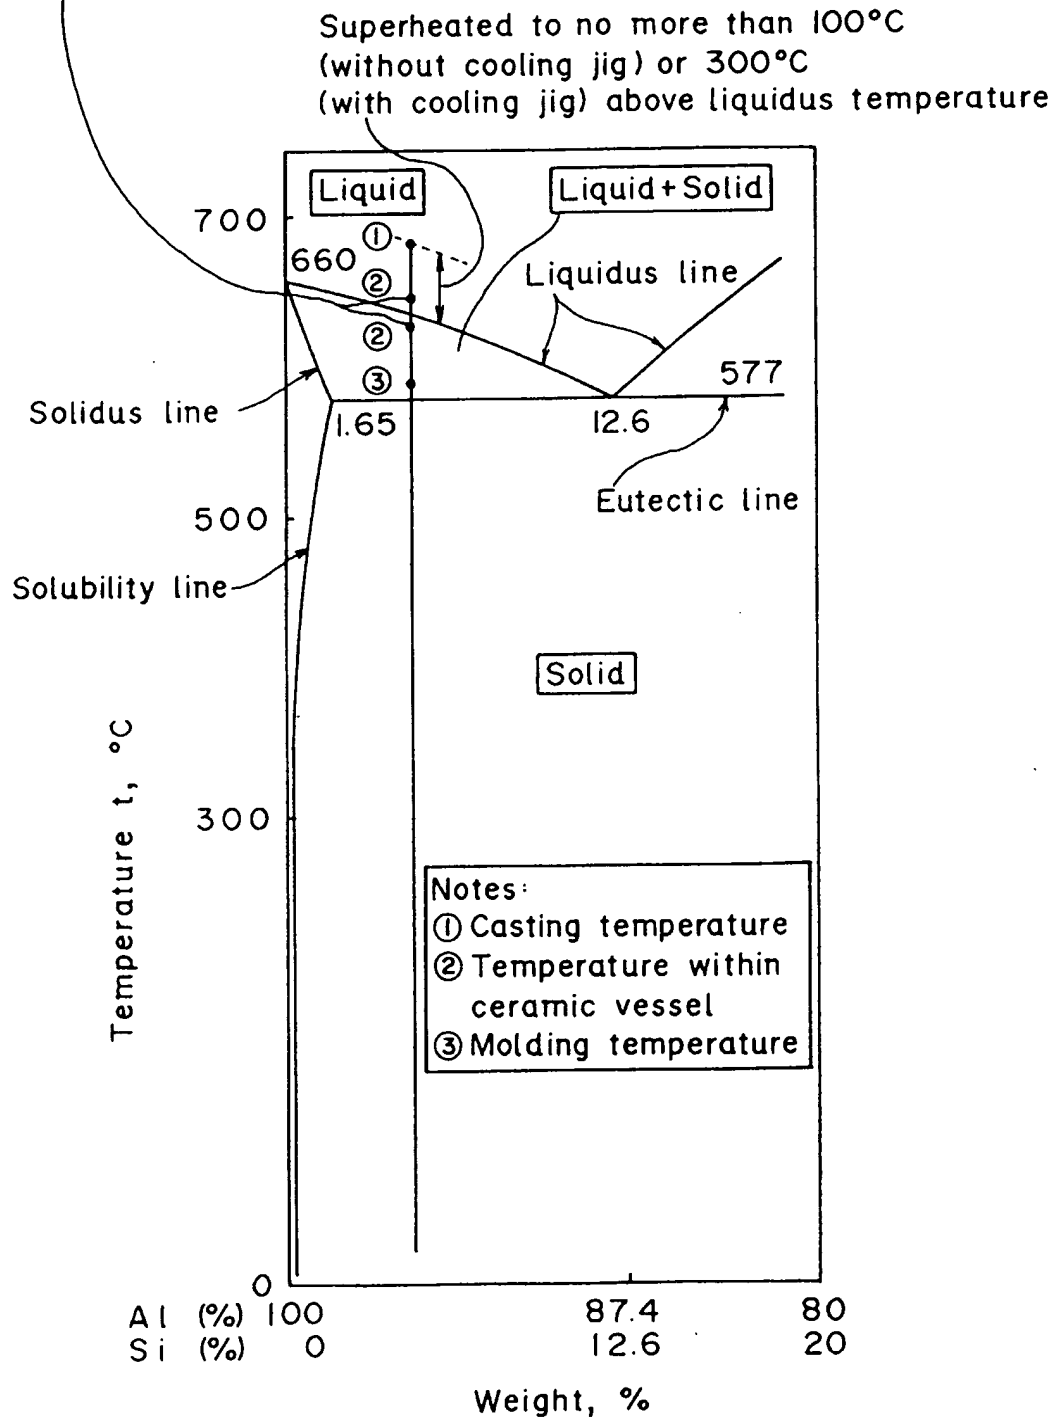 Superheated to no more than 100°C
(without cooling jig) or 300°C
(with cooling jig) above liquidus temperature
Liquid
Liquid+Solid
700
①
660
②
Liquidus line
②
③
577
Solidus line
1.65
12.6
Eutectic line
500
Solubility line
Solid
Temperature t, °C
300
Notes:
① Casting temperature
② Temperature within
ceramic vessel
③ Molding temperature
0
Al (%) 100 87.4 80
Si (%) 0 12.6 20
Weight, %